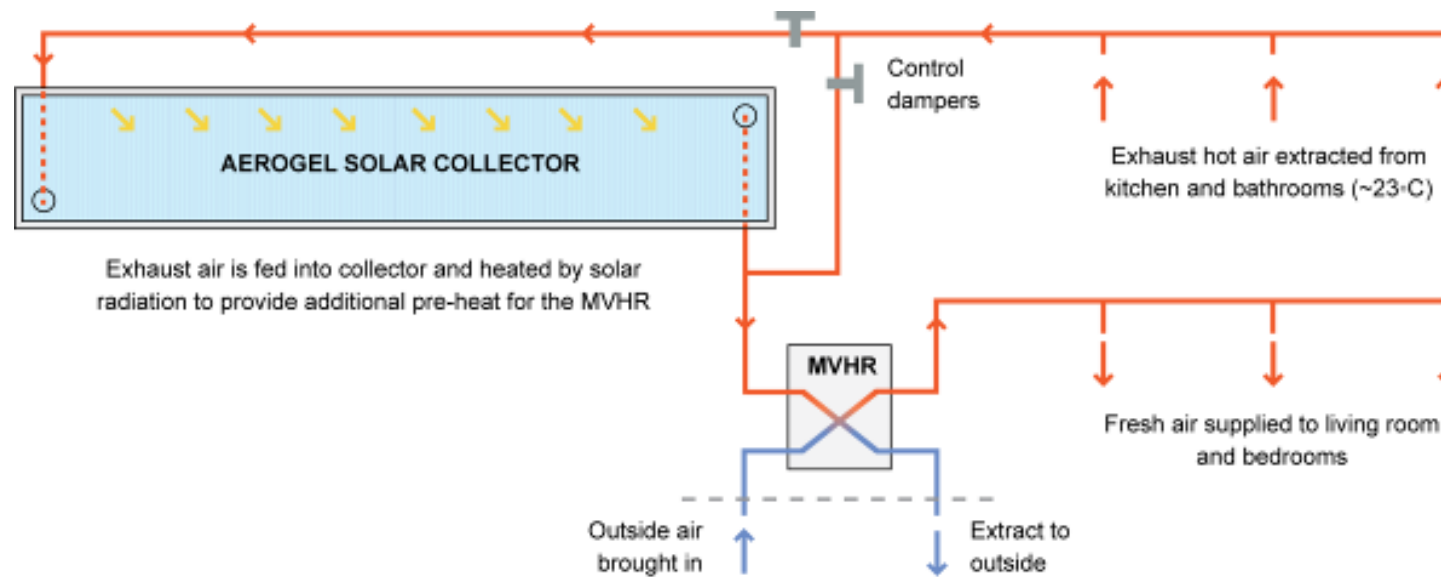 Control
dampers
AEROGEL SOLAR COLLECTOR
Exhaust hot air extracted from
kitchen and bathrooms (~23◦C)
Exhaust air is fed into collector and heated by solar
radiation to provide additional pre-heat for the MVHR
MVHR
Fresh air supplied to living room
and bedrooms
Outside air
brought in
Extract to
outside